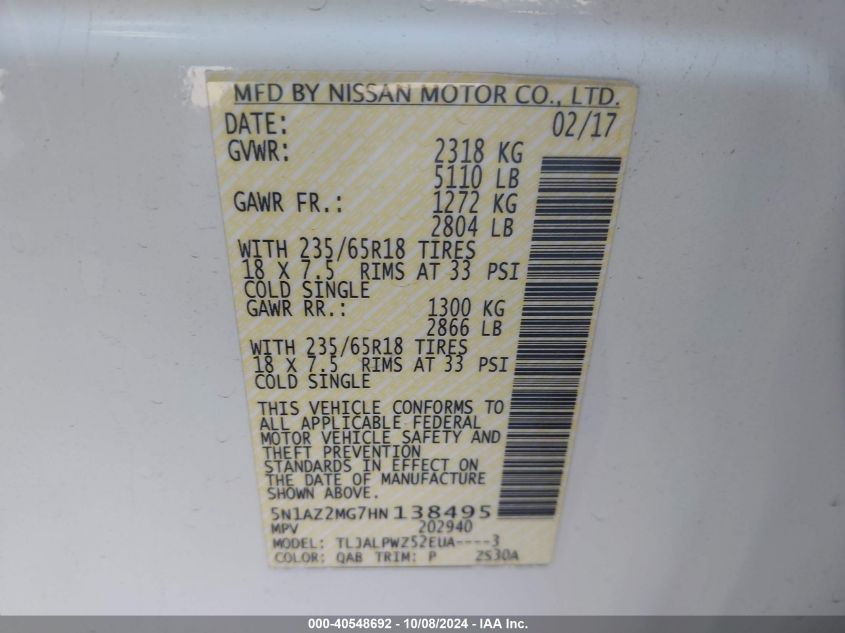 MFD BY NISSAN MOTOR CO., LTD.
DATE: 02/17
GVWR: 2318 KG
5110 LB
GAWR FR.: 1272 KG
2804 LB
WITH 235/65R18 TIRES
18 X 7.5 RIMS AT 33 PSI
COLD SINGLE
GAWR RR.: 1300 KG
2866 LB
WITH 235/65R18 TIRES
18 X 7.5 RIMS AT 33 PSI
COLD SINGLE
THIS VEHICLE CONFORMS TO
ALL APPLICABLE FEDERAL
MOTOR VEHICLE SAFETY AND
THEFT PREVENTION
STANDARDS IN EFFECT ON
THE DATE OF MANUFACTURE
SHOWN ABOVE.
5N1AZ2MG7HN 138495
MPV 202940
MODEL: TLJALPWZ52EUA----3
COLOR: QAB TRIM: P ZS30A
000-40548692 - 10/08/2024 - IAA Inc.